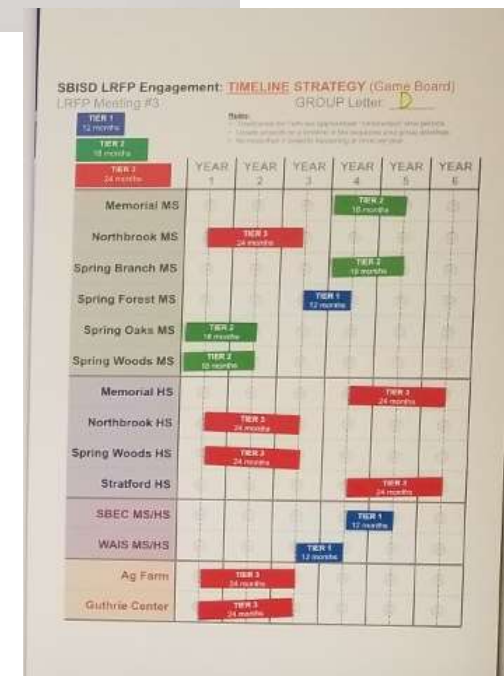 SBISD LRFP Engagement: TIMELINE STRATEGY (Game Board)
LRFP Meeting #3 GROUP Letter: D
TIER 1
12 months
TIER 2
18 months
TIER 3
24 months
Rules:
YEAR 1 YEAR 2 YEAR 3 YEAR 4 YEAR 5 YEAR 6
Memorial MS TIER 2 18 months
Northbrook MS TIER 3 24 months
Spring Branch MS TIER 2 18 months
Spring Forest MS TIER 1 12 months
Spring Oaks MS TIER 2 18 months
Spring Woods MS TIER 2 18 months
Memorial HS TIER 3 24 months
Northbrook HS TIER 3 24 months
Spring Woods HS TIER 3 24 months
Stratford HS TIER 3 24 months
SBEC MS/HS TIER 1 12 months
WAIS MS/HS TIER 1 12 months
Ag Farm TIER 3 24 months
Guthrie Center TIER 3 24 months